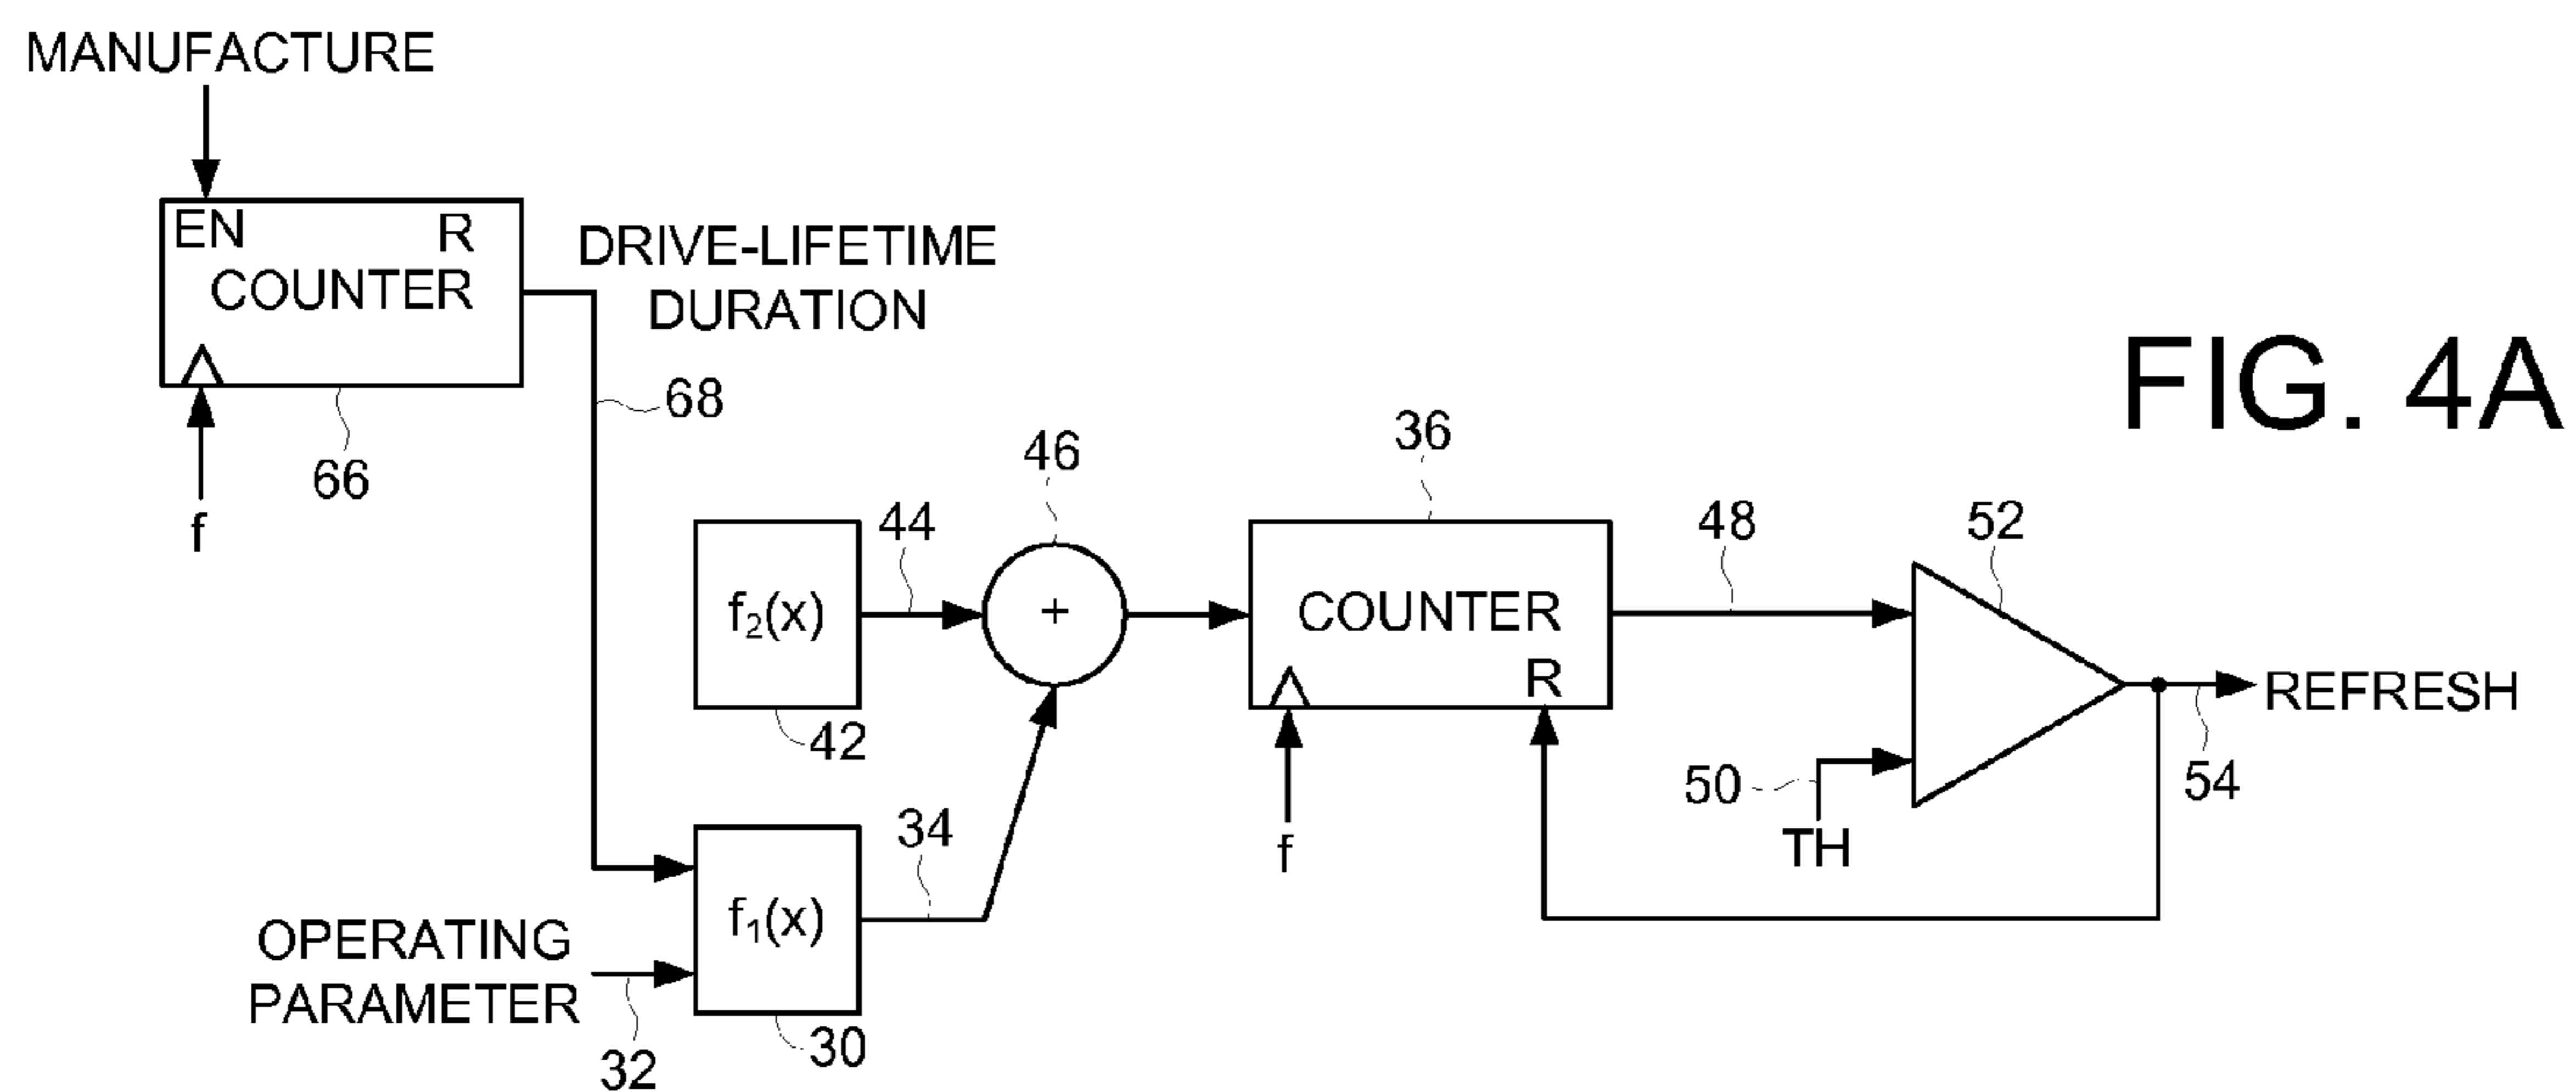 MANUFACTURE
EN R
COUNTER
DRIVE-LIFETIME
DURATION
68
66
f
FIG. 4A
46
36
44
48
52
f₂(x)
+
COUNTER
R
REFRESH
42
50
54
TH
f
34
f₁(x)
OPERATING
PARAMETER
32
30